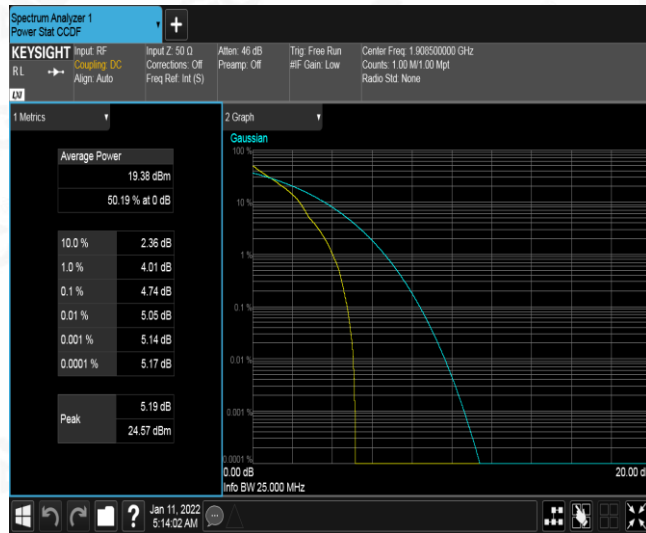 Spectrum Analyzer 1
Power Stat CCDF
+
KEYSIGHT
RL
LXI
Input: RF
Coupling: DC
Align: Auto
Input Z: 50 Ω
Corrections: Off
Freq Ref: Int (S)
Atten: 46 dB
Preamp: Off
Trig: Free Run
#IF Gain: Low
Center Freq: 1.908500000 GHz
Counts: 1.00 M/1.00 Mpt
Radio Std: None
1 Metrics
Average Power
19.38 dBm
50.19 % at 0 dB
10.0 % 2.36 dB
1.0 % 4.01 dB
0.1 % 4.74 dB
0.01 % 5.05 dB
0.001 % 5.14 dB
0.0001 % 5.17 dB
Peak
5.19 dB
24.57 dBm
2 Graph
Gaussian
100 %
10 %
1 %
0.1 %
0.01 %
0.001 %
0.0001 %
0.00 dB
20.00 d
Info BW 25.000 MHz
?
Jan 11, 2022
5:14:02 AM